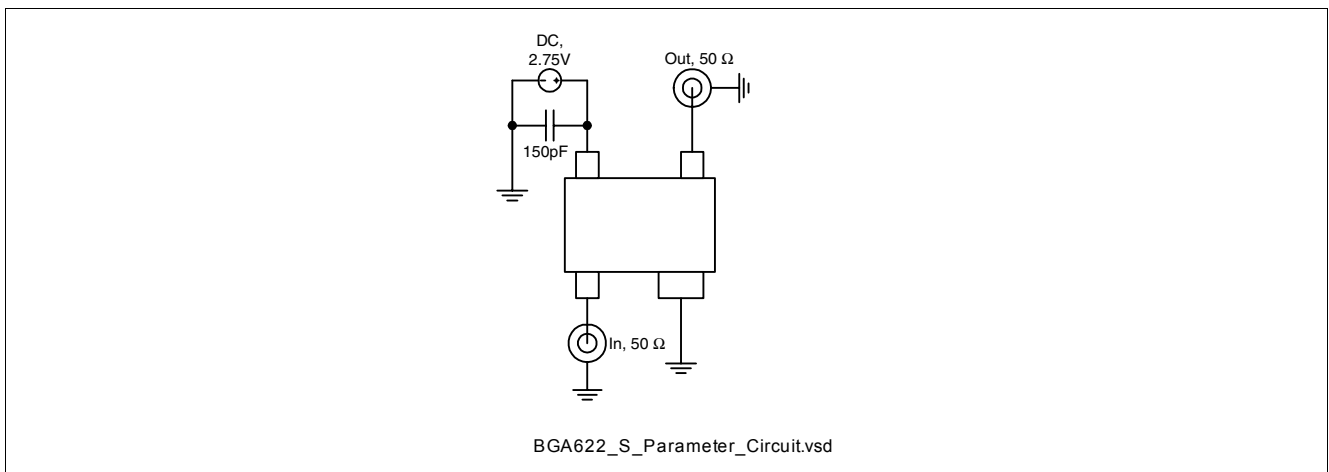 DC,
2.75V
Out, 50 Ω
150pF
In, 50 Ω
BGA622_S_Parameter_Circuit.vsd